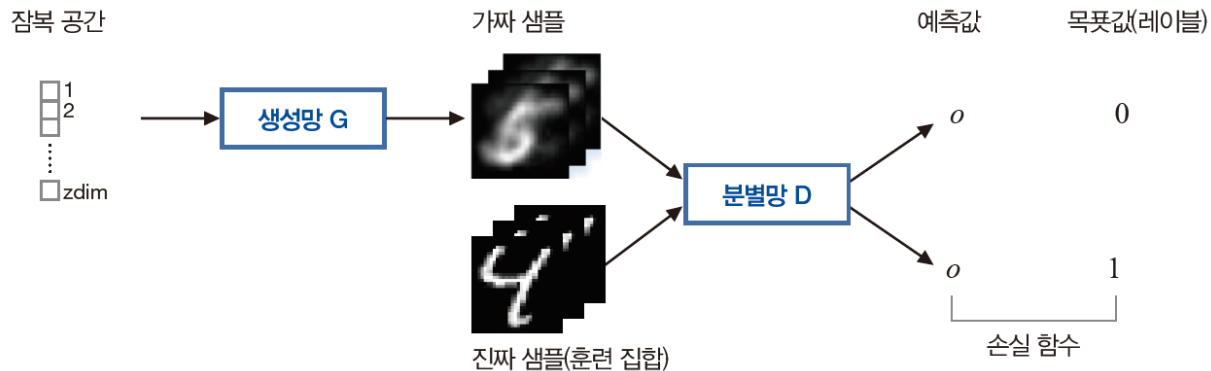 잠복 공간
가짜 샘플
예측값
목푯값(레이블)
1
2
zdim
생성망 G
분별망 D
o
0
o
1
손실 함수
진짜 샘플(훈련 집합)